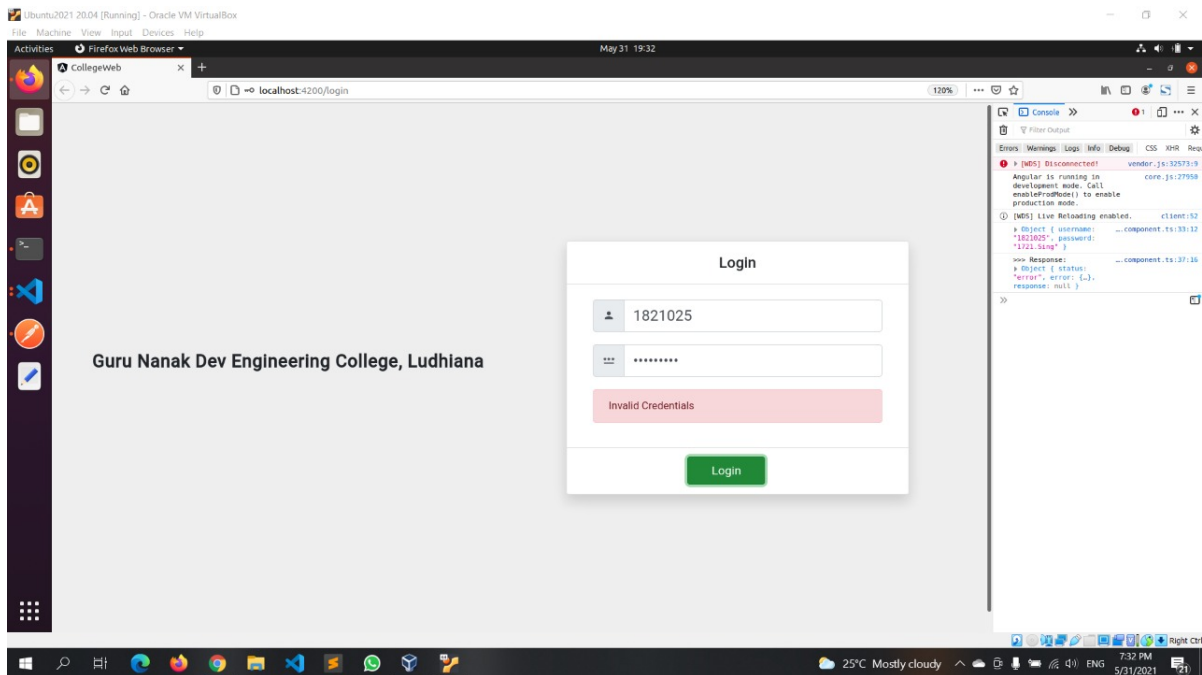 Ubuntu2021 20.04 [Running] - Oracle VM VirtualBox
File Machine View Input Devices Help
Activities Firefox Web Browser May 31 19:32
CollegeWeb
localhost:4200/login 120%
Console 1
Filter Output
Errors Warnings Logs Info Debug CSS XHR Requ
[WDS] Disconnected! vendor.js:32573:9
Angular is running in core.js:27950
development mode. Call
enableProdMode() to enable
production mode.
[WDS] Live Reloading enabled. client:52
Object { username: ….component.ts:33:12
"1821025", password:
"1721.Sing" }
>>> Response: ….component.ts:37:16
Object { status:
"error", error: {…},
response: null }
Login
1821025
Guru Nanak Dev Engineering College, Ludhiana
Invalid Credentials
Login
Right Ctrl
25°C Mostly cloudy ENG 7:32 PM
5/31/2021 21